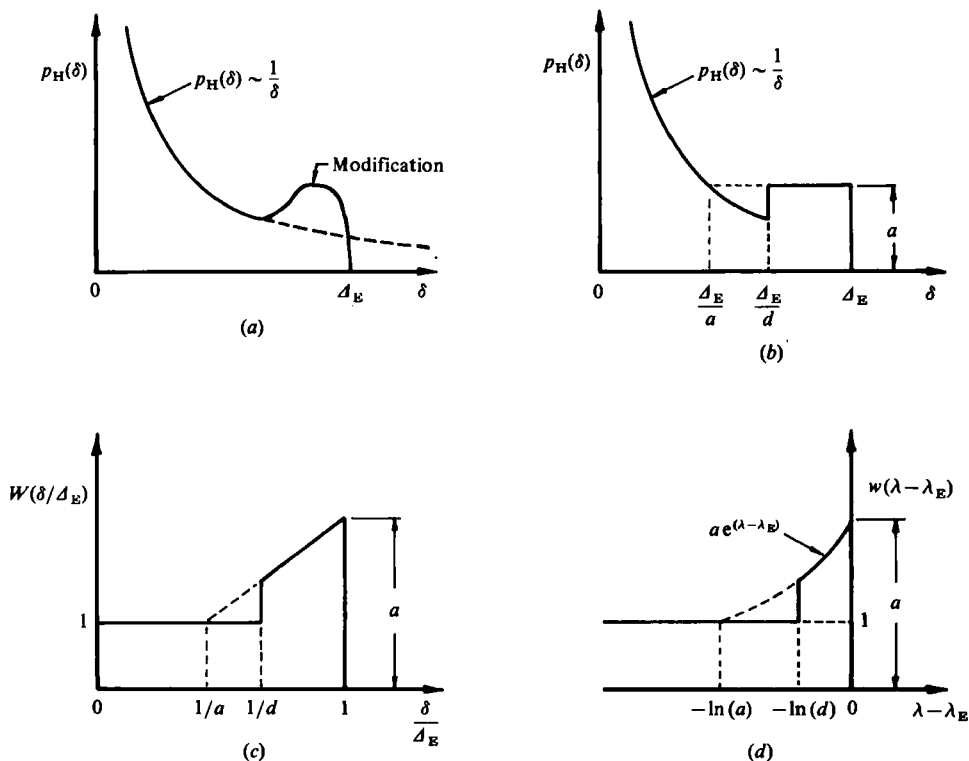 p_H(δ)
p_H(δ) ~ 1/δ
Modification
0
Δ_E
δ
(a)
p_H(δ)
p_H(δ) ~ 1/δ
a
0
Δ_E/a
Δ_E/d
Δ_E
δ
(b)
W(δ/Δ_E)
a
1
0
1/a
1/d
1
δ/Δ_E
(c)
w(λ−λ_E)
a e^(λ−λ_E)
a
1
−ln(a)
−ln(d)
0
λ−λ_E
(d)